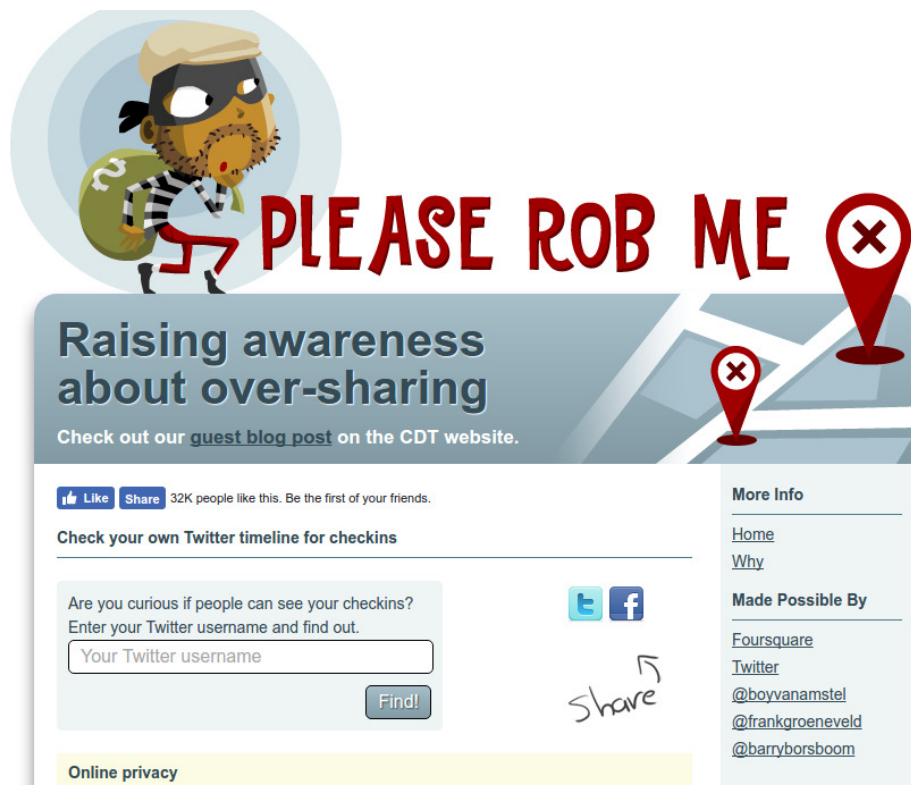 PLEASE ROB ME
Raising awareness
about over-sharing
Check out our guest blog post on the CDT website.
Like Share 32K people like this. Be the first of your friends.
Check your own Twitter timeline for checkins
Are you curious if people can see your checkins?
Enter your Twitter username and find out.
Your Twitter username
Find!
share
Online privacy
More Info
Home
Why
Made Possible By
Foursquare
Twitter
@boyvanamstel
@frankgroeneveld
@barryborsboom